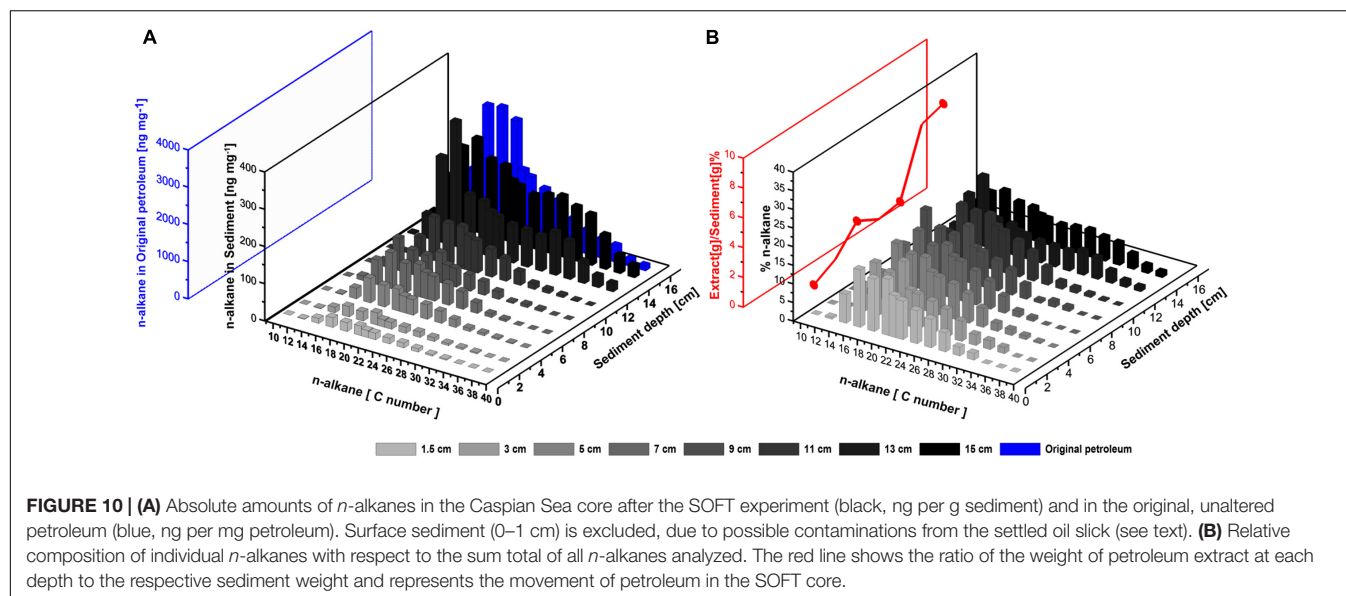 A
B
n-alkane in Original petroleum [ng mg-1]
4000
3000
2000
1000
0
n-alkane in Sediment [ng mg-1]
400
300
200
100
0
10 12 14 16 18 20 22 24 26 28 30 32 34 36 38 40
n-alkane [ C number ]
0 2 4 6 8 10 12 14 16
Sediment depth [cm]
Extract[g]/Sediment[g]%
10
8
6
4
2
0
% n-alkane
40
35
30
25
20
15
10
5
0
10 12 14 16 18 20 22 24 26 28 30 32 34 36 38 40
n-alkane [ C number ]
0 2 4 6 8 10 12 14 16
Sediment depth [cm]
1.5 cm 3 cm 5 cm 7 cm 9 cm 11 cm 13 cm 15 cm Original petroleum
FIGURE 10 | (A) Absolute amounts of n-alkanes in the Caspian Sea core after the SOFT experiment (black, ng per g sediment) and in the original, unaltered
petroleum (blue, ng per mg petroleum). Surface sediment (0–1 cm) is excluded, due to possible contaminations from the settled oil slick (see text). (B) Relative
composition of individual n-alkanes with respect to the sum total of all n-alkanes analyzed. The red line shows the ratio of the weight of petroleum extract at each
depth to the respective sediment weight and represents the movement of petroleum in the SOFT core.